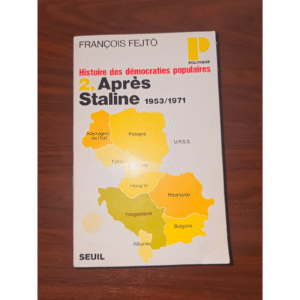 FRANÇOIS FEJTÖ
P
POLITIQUE
Histoire des démocraties populaires
2. Après
Staline 1953/1971
Allemagne
de l'Est
Pologne
U.R.S.S.
Hongrie
Roumanie
Yougoslavie
Bulgarie
Albanie
SEUIL